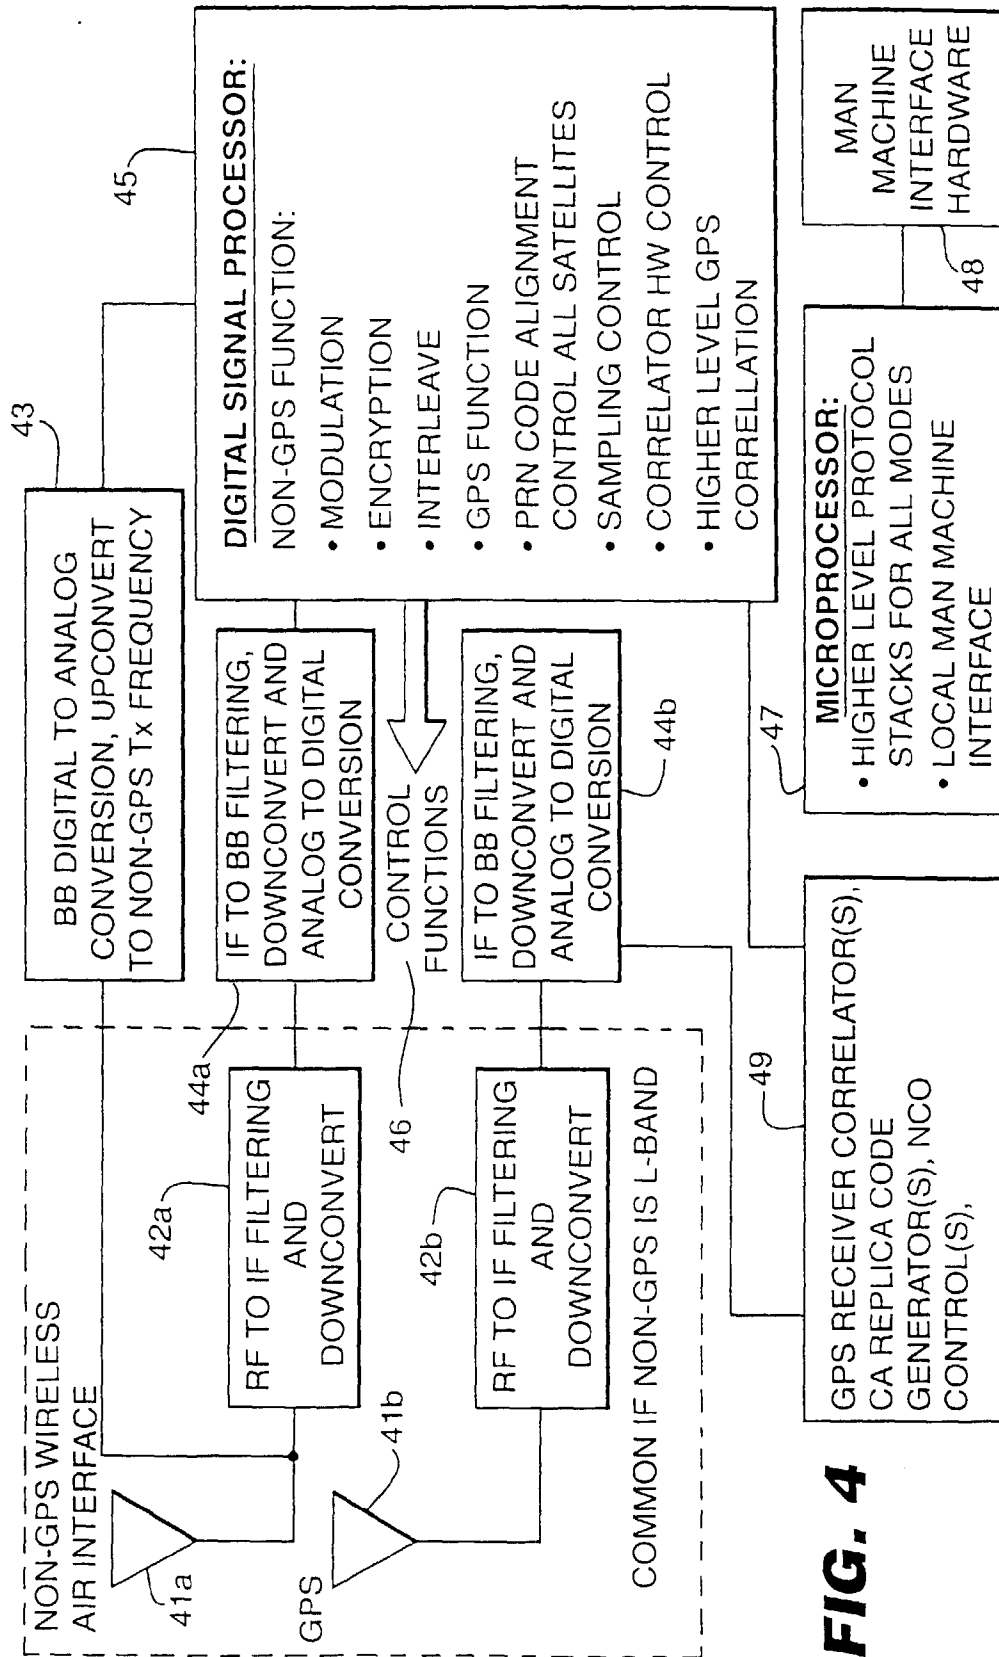 NON-GPS WIRELESS
AIR INTERFACE
41a
GPS
41b
42a
RF TO IF FILTERING
AND
DOWNCONVERT
42b
RF TO IF FILTERING
AND
DOWNCONVERT
COMMON IF NON-GPS IS L-BAND
43
BB DIGITAL TO ANALOG
CONVERSION, UPCONVERT
TO NON-GPS Tx FREQUENCY
44a
IF TO BB FILTERING,
DOWNCONVERT AND
ANALOG TO DIGITAL
CONVERSION
46
CONTROL
FUNCTIONS
IF TO BB FILTERING,
DOWNCONVERT AND
ANALOG TO DIGITAL
CONVERSION
44b
45
DIGITAL SIGNAL PROCESSOR:
NON-GPS FUNCTION:
• MODULATION
• ENCRYPTION
• INTERLEAVE
• GPS FUNCTION
• PRN CODE ALIGNMENT
CONTROL ALL SATELLITES
• SAMPLING CONTROL
• CORRELATOR HW CONTROL
• HIGHER LEVEL GPS
CORRELLATION
49
GPS RECEIVER CORRELATOR(S),
CA REPLICA CODE
GENERATOR(S), NCO
CONTROL(S),
47
MICROPROCESSOR:
• HIGHER LEVEL PROTOCOL
STACKS FOR ALL MODES
• LOCAL MAN MACHINE
INTERFACE
48
MAN
MACHINE
INTERFACE
HARDWARE
FIG. 4